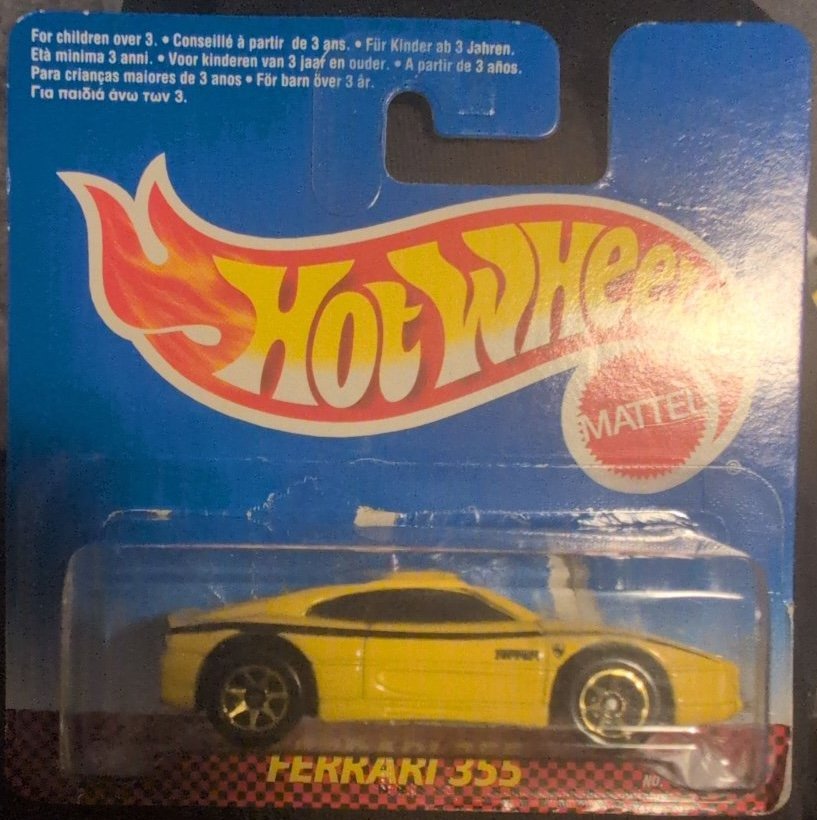 For children over 3. • Conseillé à partir de 3 ans. • Für Kinder ab 3 Jahren.
Età minima 3 anni. • Voor kinderen van 3 jaar en ouder. • A partir de 3 años.
Para crianças maiores de 3 anos • För barn över 3 år.
Για παιδιά άνω των 3.
HOT WHEELS
MATTEL
®
FERRARI
FERRARI 355
NO.